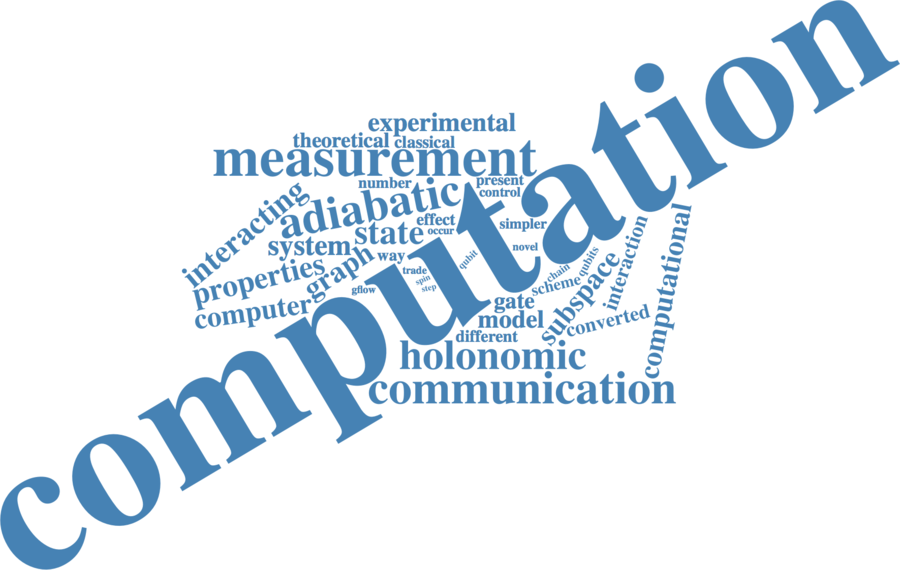 computation
experimental
theoretical
classical
measurement
number
present
control
interacting
adiabatic
effect
occur
simpler
state
system
novel
way
graph
properties
trade
qubit
spin
step
gflow
computer
chain
qubits
scheme
gate
subspace
interaction
computational
model
converted
different
holonomic
communication